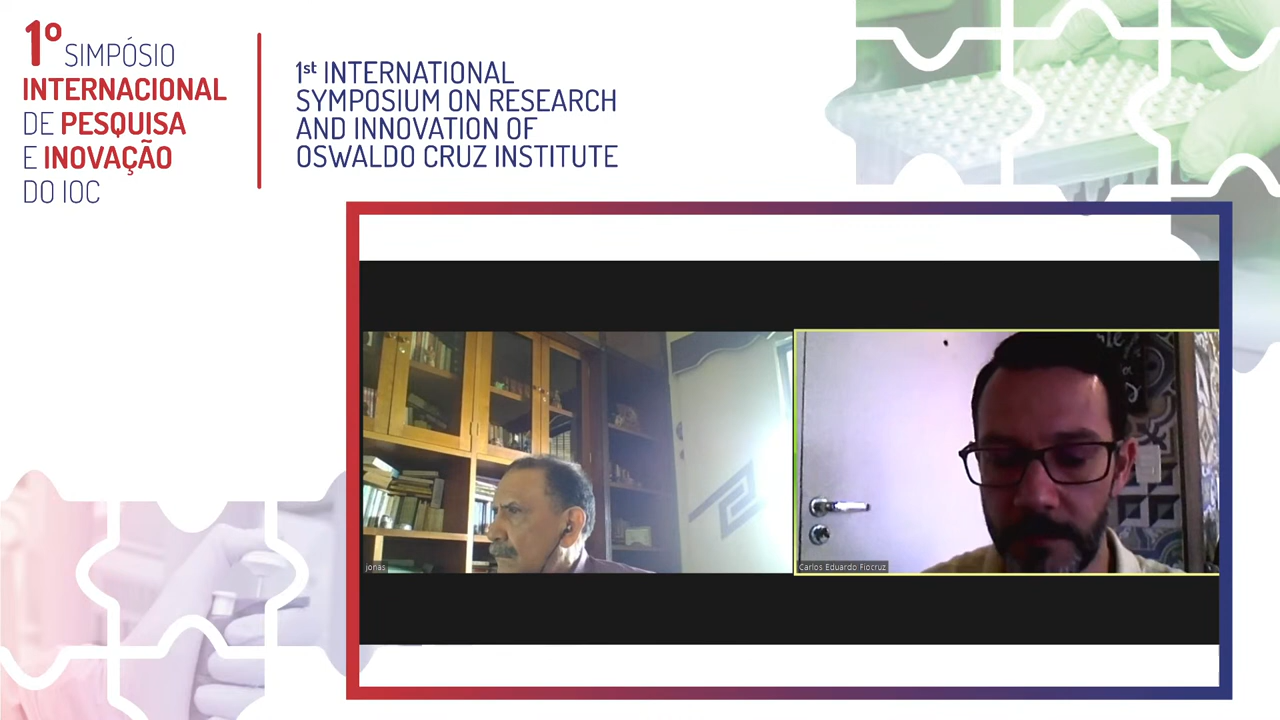 1º SIMPÓSIO
INTERNACIONAL
DE PESQUISA
E INOVAÇÃO
DO IOC
1st INTERNATIONAL
SYMPOSIUM ON RESEARCH
AND INNOVATION OF
OSWALDO CRUZ INSTITUTE
jonas
Carlos Eduardo Fiocruz